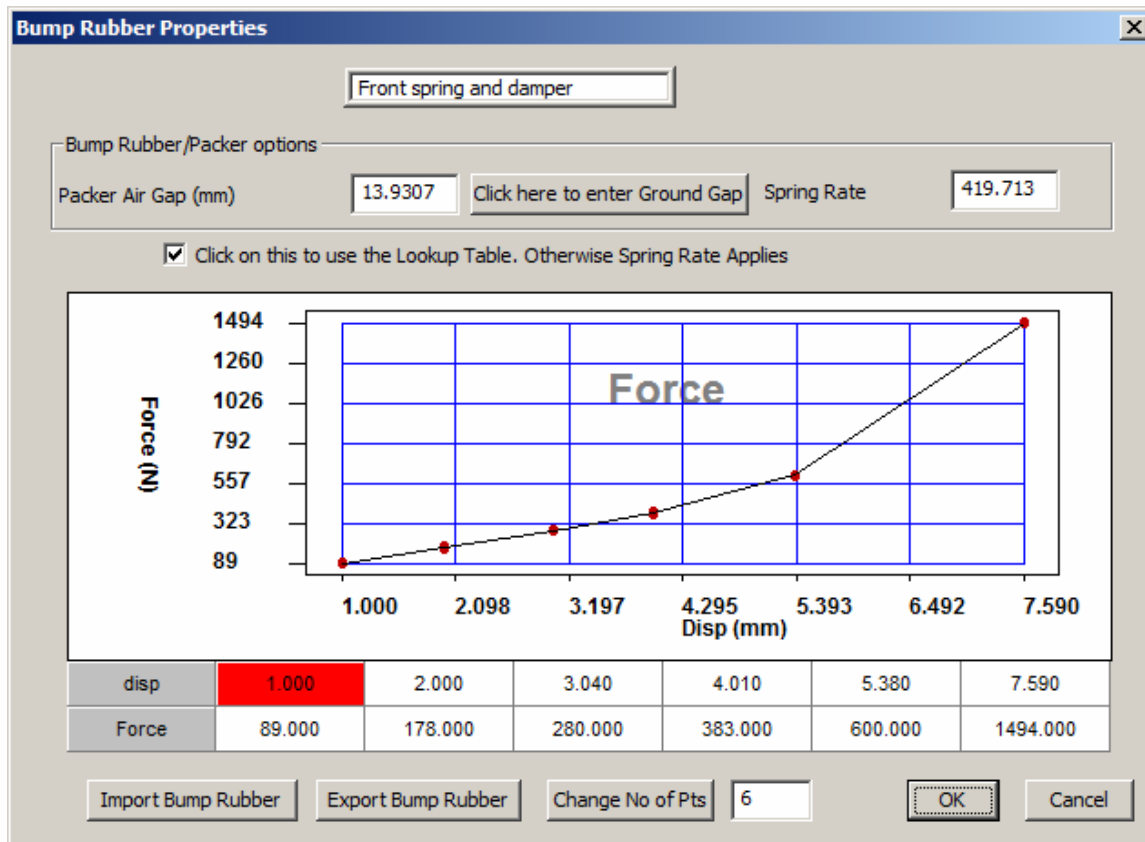 Bump Rubber Properties
Front spring and damper
Bump Rubber/Packer options
Packer Air Gap (mm) 13.9307 Click here to enter Ground Gap Spring Rate 419.713
Click on this to use the Lookup Table. Otherwise Spring Rate Applies
Force
Force (N)
1494
1260
1026
792
557
323
89
1.000 2.098 3.197 4.295 5.393 6.492 7.590
Disp (mm)
disp 1.000 2.000 3.040 4.010 5.380 7.590
Force 89.000 178.000 280.000 383.000 600.000 1494.000
Import Bump Rubber Export Bump Rubber Change No of Pts 6 OK Cancel